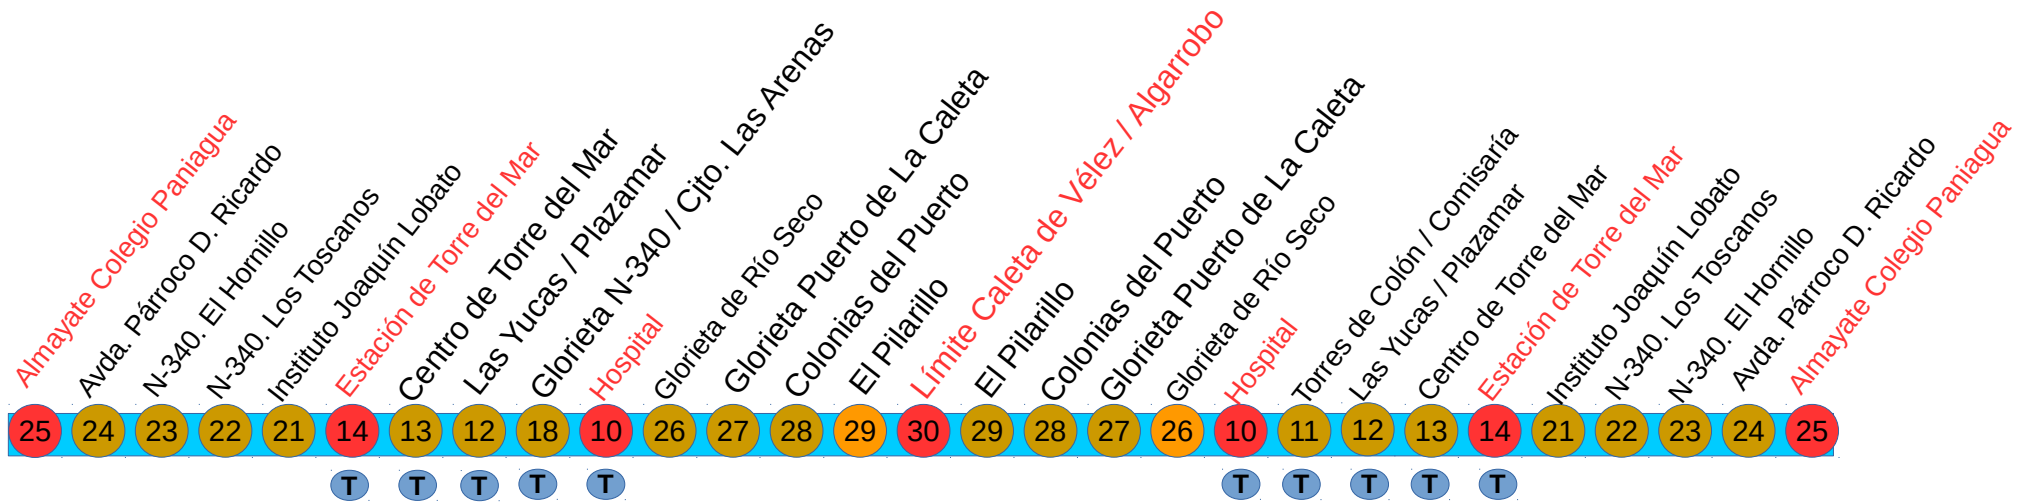 Almayate Colegio Paniagua
Avda. Párroco D. Ricardo
N-340. El Hornillo
N-340. Los Toscanos
Instituto Joaquín Lobato
Estación de Torre del Mar
Centro de Torre del Mar
Las Yucas / Plazamar
Glorieta N-340 / Cjto. Las Arenas
Hospital
Glorieta de Río Seco
Glorieta Puerto de La Caleta
Colonias del Puerto
El Pilarillo
Límite Caleta de Vélez / Algarrobo
El Pilarillo
Colonias del Puerto
Glorieta Puerto de La Caleta
Glorieta de Río Seco
Hospital
Torres de Colón / Comisaría
Las Yucas / Plazamar
Centro de Torre del Mar
Estación de Torre del Mar
Instituto Joaquín Lobato
N-340. Los Toscanos
N-340. El Hornillo
Avda. Párroco D. Ricardo
Almayate Colegio Paniagua
25 24 23 22 21 14 13 12 18 10 26 27 28 29 30 29 28 27 26 10 11 12 13 14 21 22 23 24 25
T T T T T T T T T T